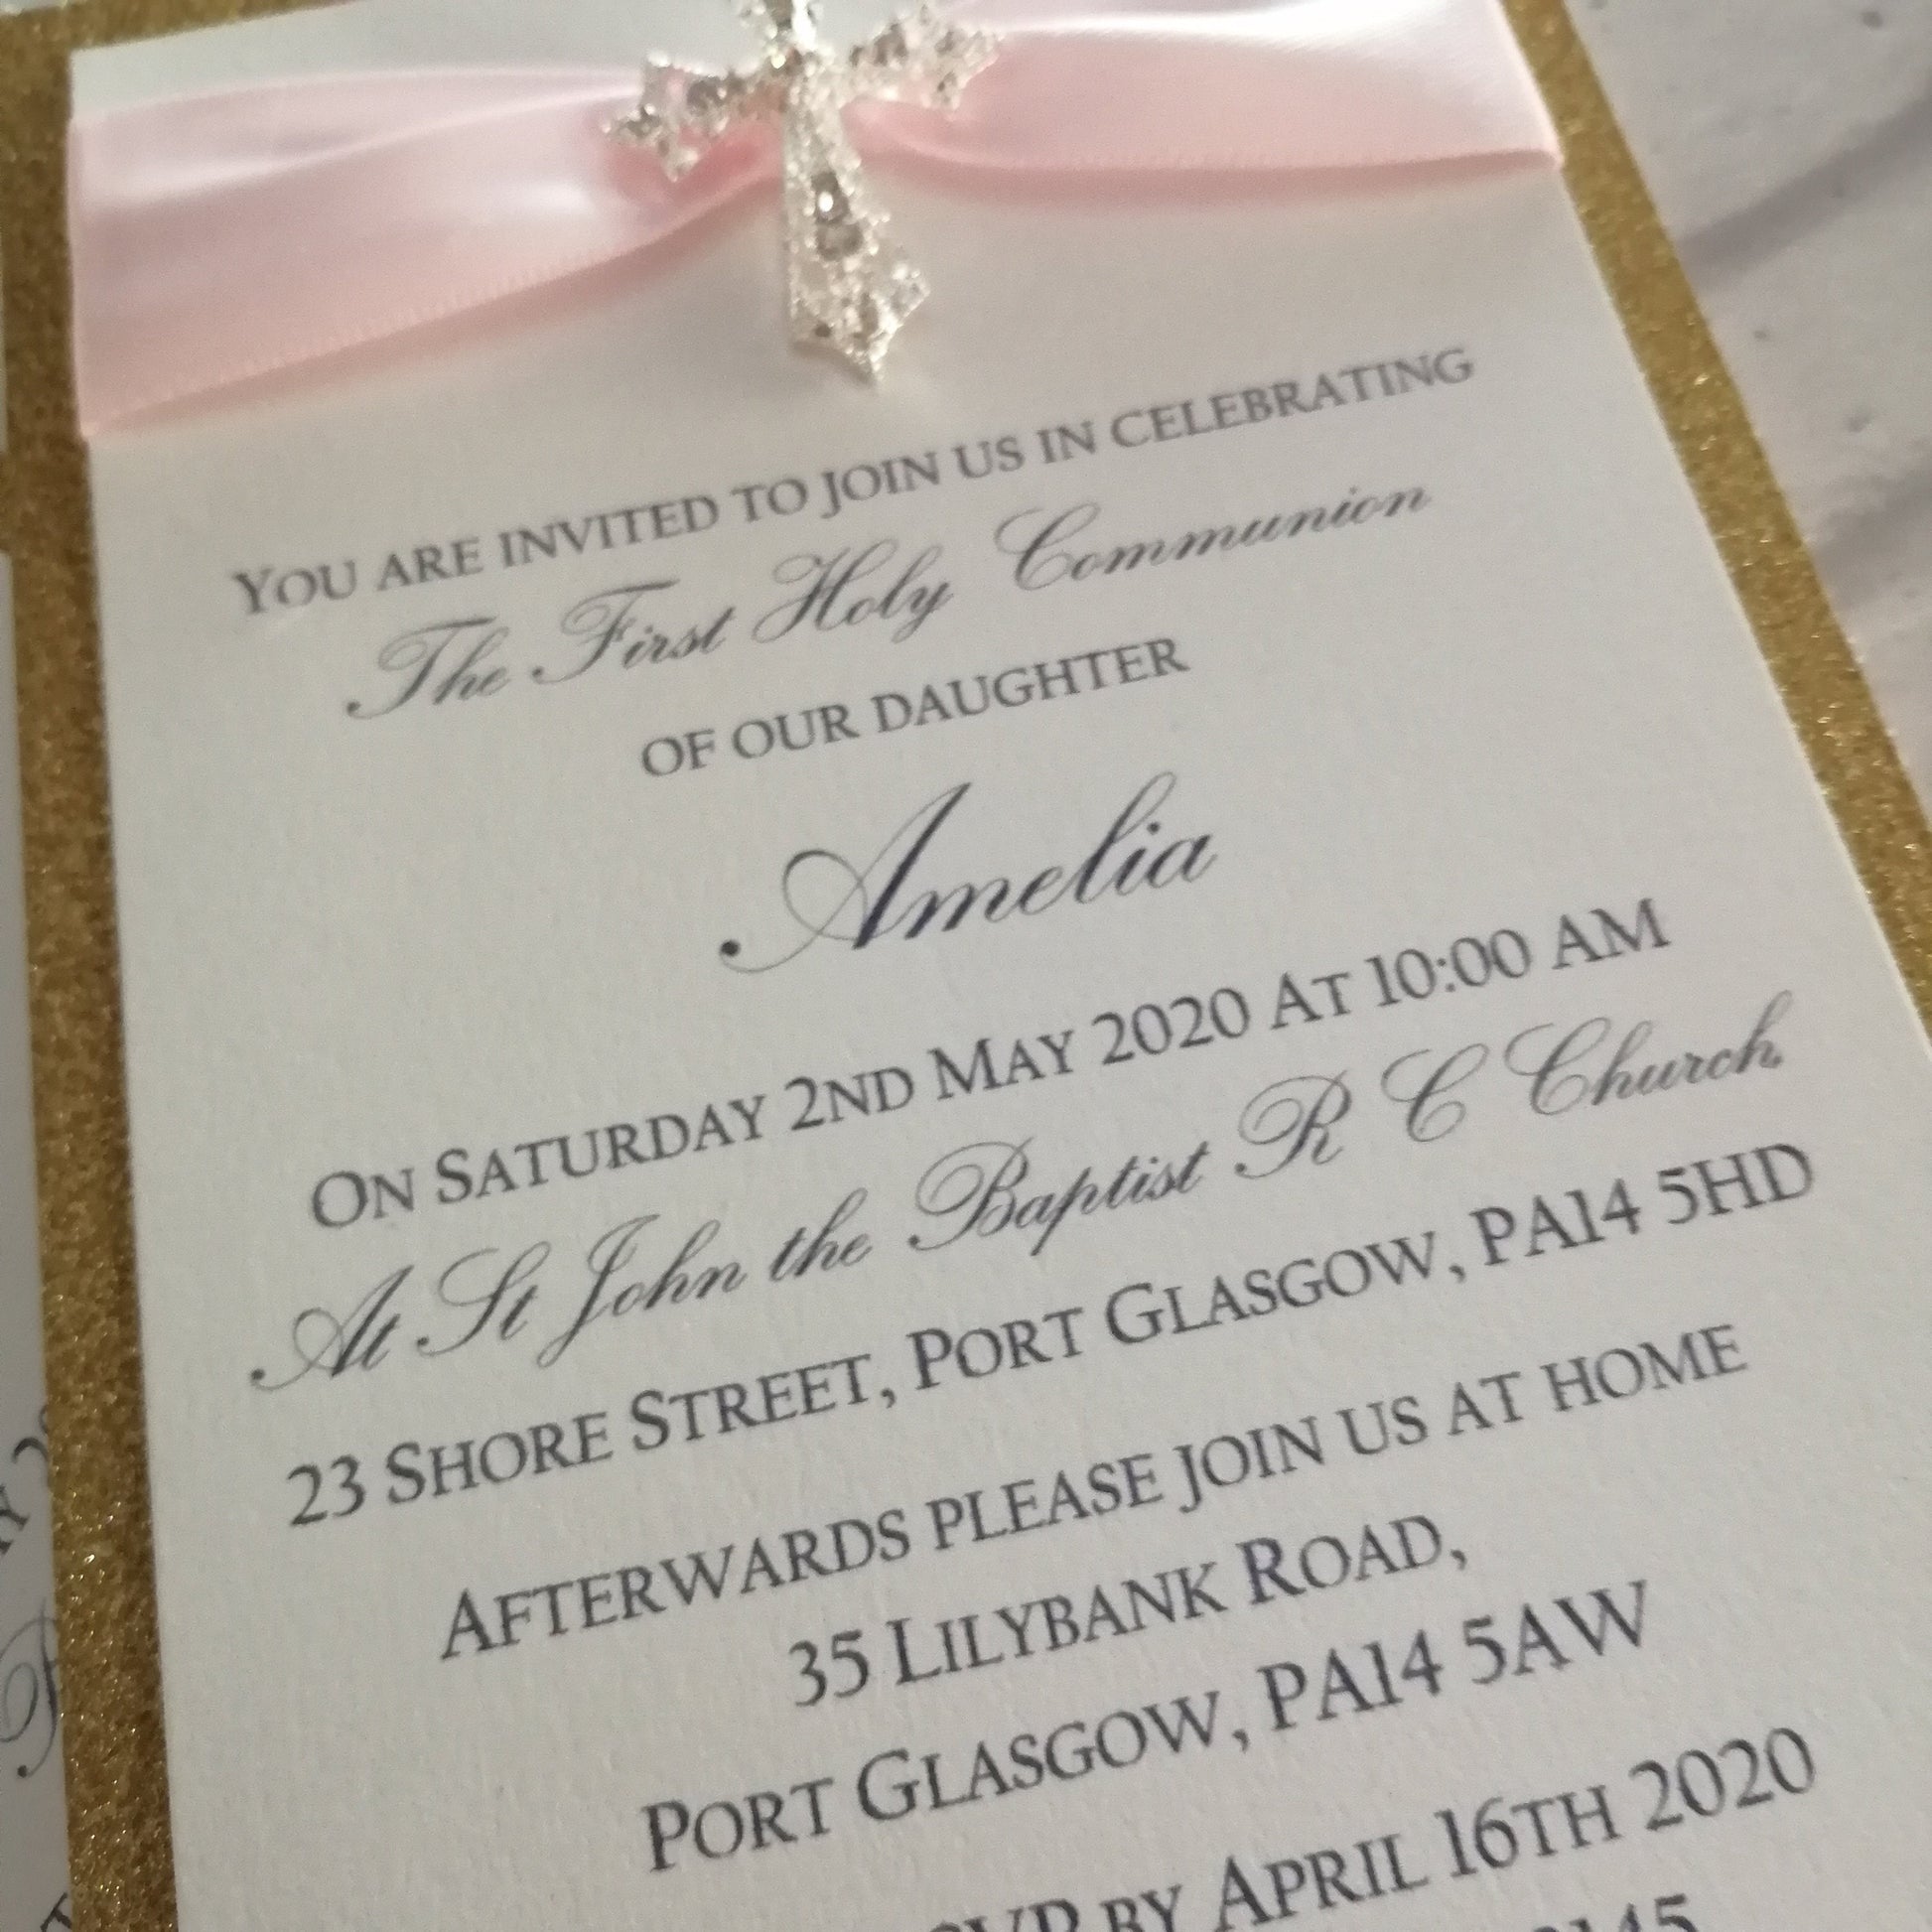 You are invited to join us in celebrating
The First Holy Communion
of our daughter
Amelia
On Saturday 2nd May 2020 At 10:00 AM
At St John the Baptist R C Church
23 Shore Street, Port Glasgow, PA14 5HD
Afterwards please join us at home
35 Lilybank Road,
Port Glasgow, PA14 5AW
by April 16th 2020